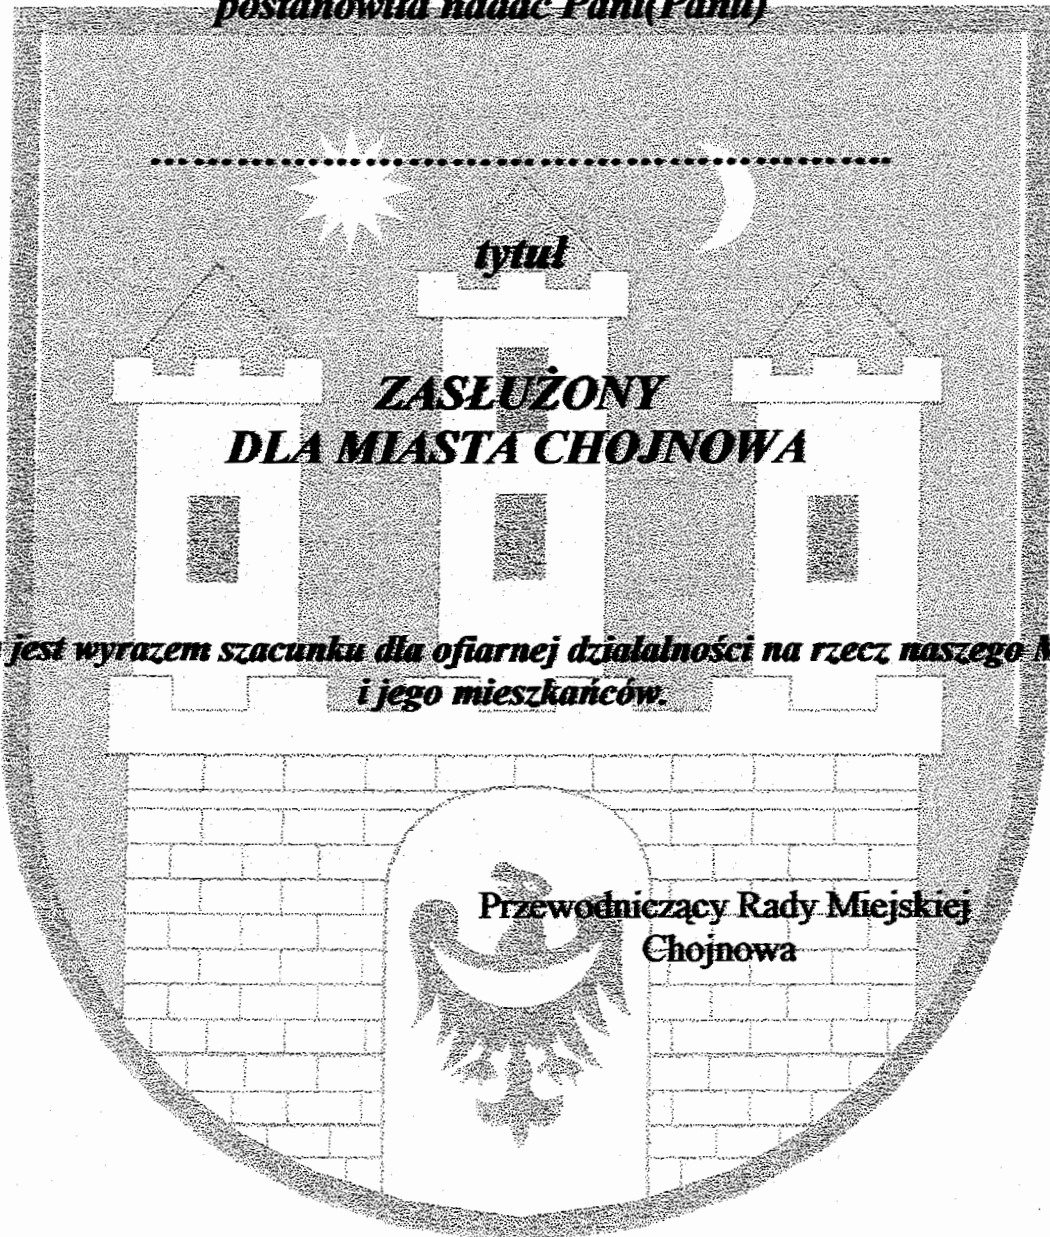 postanowiła nadać Pani(Panu)
................................................
tytuł
ZASŁUŻONY
DLA MIASTA CHOJNOWA
jest wyrazem szacunku dla ofiarnej działalności na rzecz naszego
i jego mieszkańców.
Przewodniczący Rady Miejskiej
Chojnowa